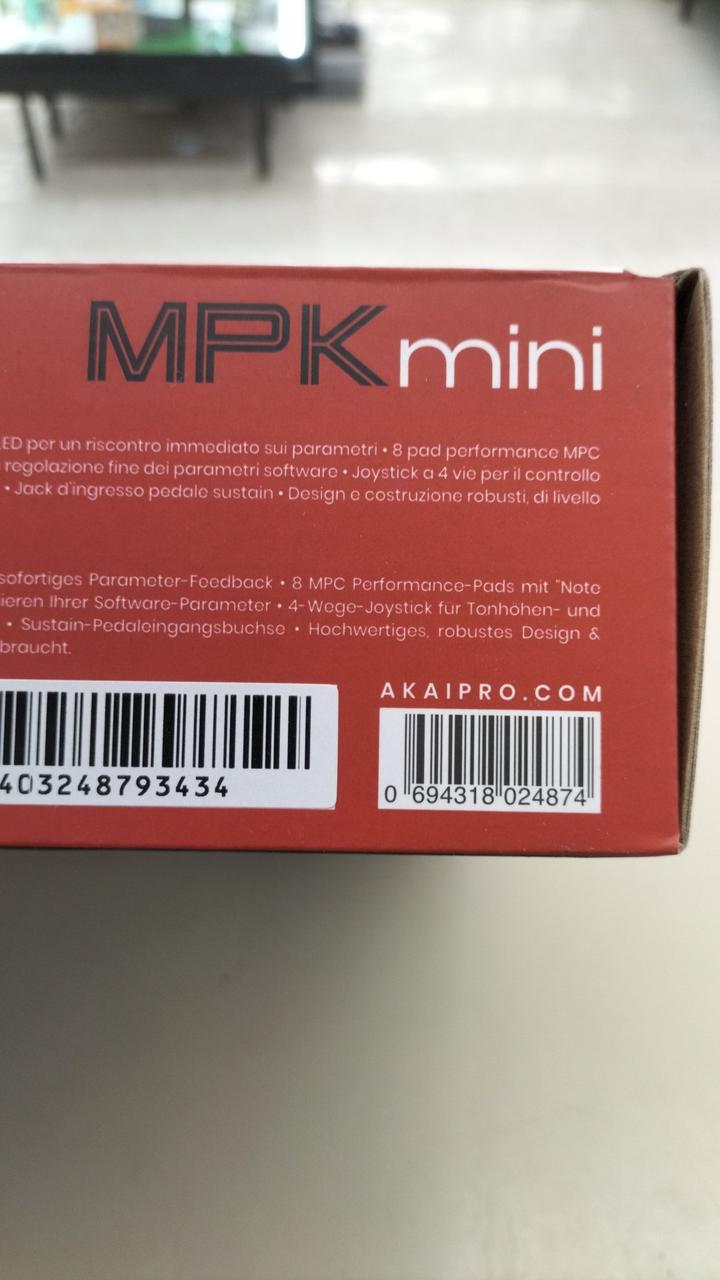 MPK mini
LED per un riscontro immediato sui parametri • 8 pad performance MPC
regolazione fine dei parametri software • Joystick a 4 vie per il controllo
• Jack d'ingresso pedale sustain • Design e costruzione robusti, di livello
sofortiges Parameter-Feedback • 8 MPC Performance-Pads mit "Note
ieren Ihrer Software-Parameter • 4-Wege-Joystick für Tonhöhen- und
• Sustain-Pedaleingangsbuchse • Hochwertiges, robustes Design &
braucht.
AKAIPRO.COM
403248793434
0 694318 024874